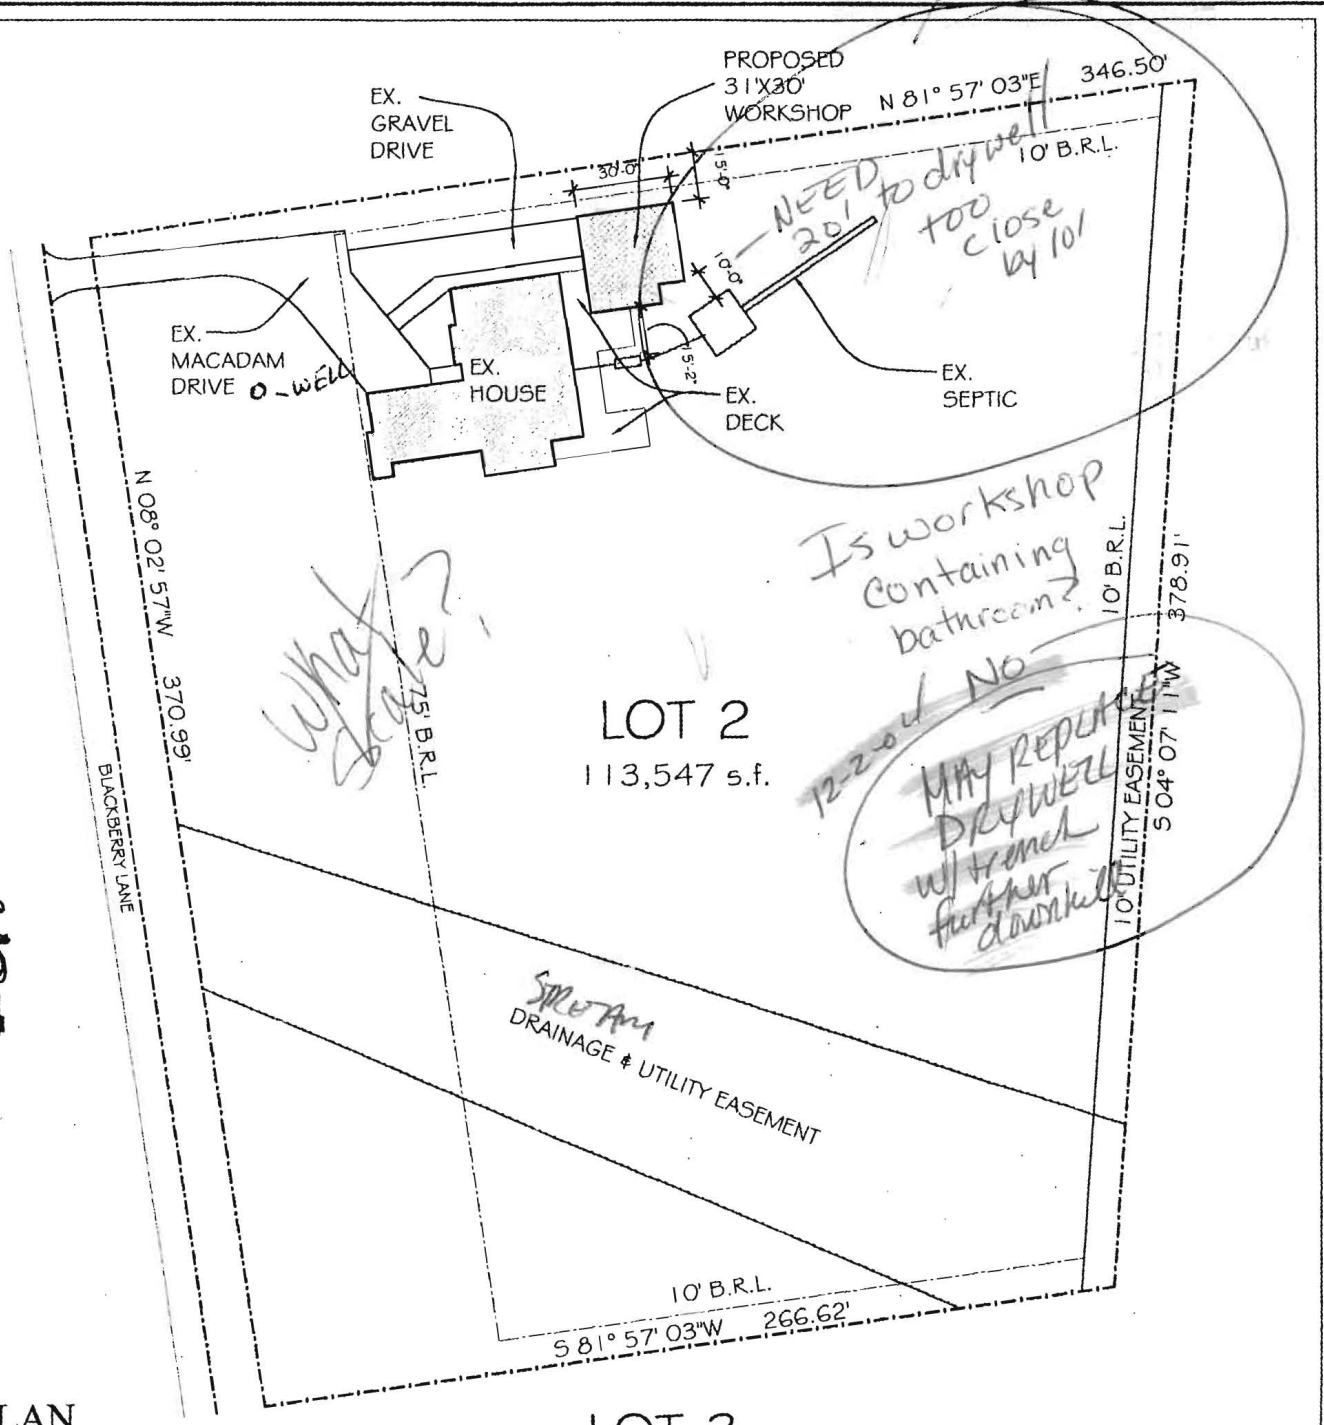 PROPOSED
31'X30'
WORKSHOP
N 81° 57' 03"E 346.50'
EX.
GRAVEL
DRIVE
10' B.R.L.
30'-0"
15'-0"
NEED
20' to drywell
too
close
by 10'
10'-0"
EX.
MACADAM
DRIVE
O-WELL
EX.
HOUSE
15'-2"
EX.
DECK
EX.
SEPTIC
N 08° 02' 57"W 370.99'
Is workshop
containing
bathroom?
10' B.R.L.
S 04° 07' 11"W 378.91'
What
scale?
75' B.R.L.
NO
12-2-04
LOT 2
113,547 s.f.
MAY REPLACE
DRYWELL
w/ trench
further
downhill
10' UTILITY EASEMENT
BLACKBERRY LANE
STREAM
DRAINAGE & UTILITY EASEMENT
10' B.R.L.
S 81° 57' 03"W 266.62'
LAN